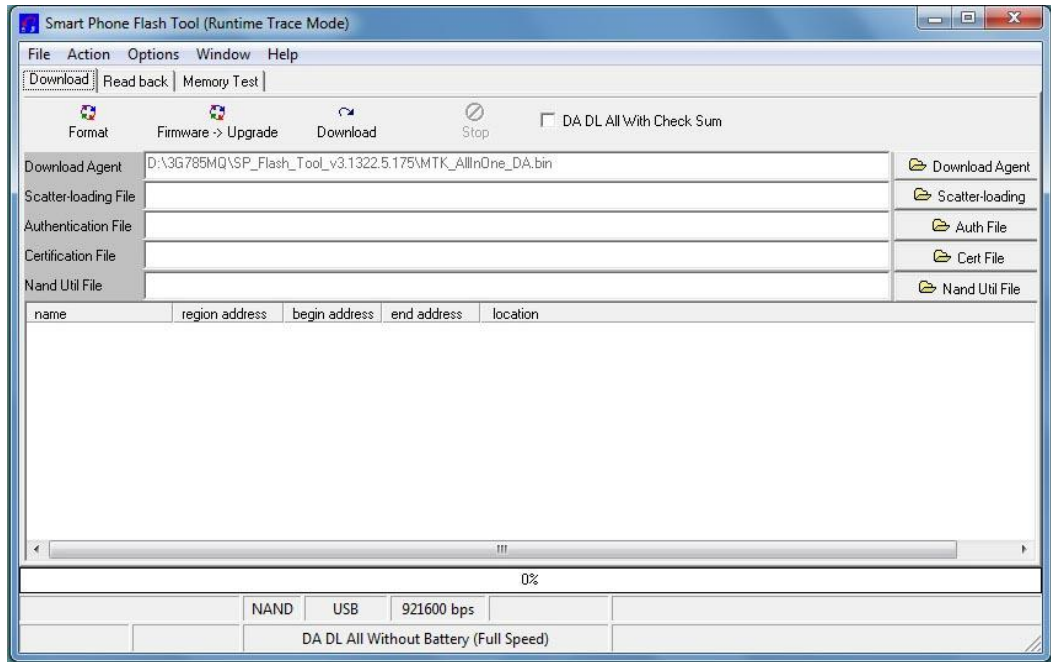 Smart Phone Flash Tool (Runtime Trace Mode)
File Action Options Window Help
Download Read back Memory Test
Format Firmware -> Upgrade Download Stop DA DL All With Check Sum
Download Agent D:\3G785MQ\SP_Flash_Tool_v3.1322.5.175\MTK_AllInOne_DA.bin Download Agent
Scatter-loading File Scatter-loading
Authentication File Auth File
Certification File Cert File
Nand Util File Nand Util File
name region address begin address end address location
0%
NAND USB 921600 bps
DA DL All Without Battery (Full Speed)